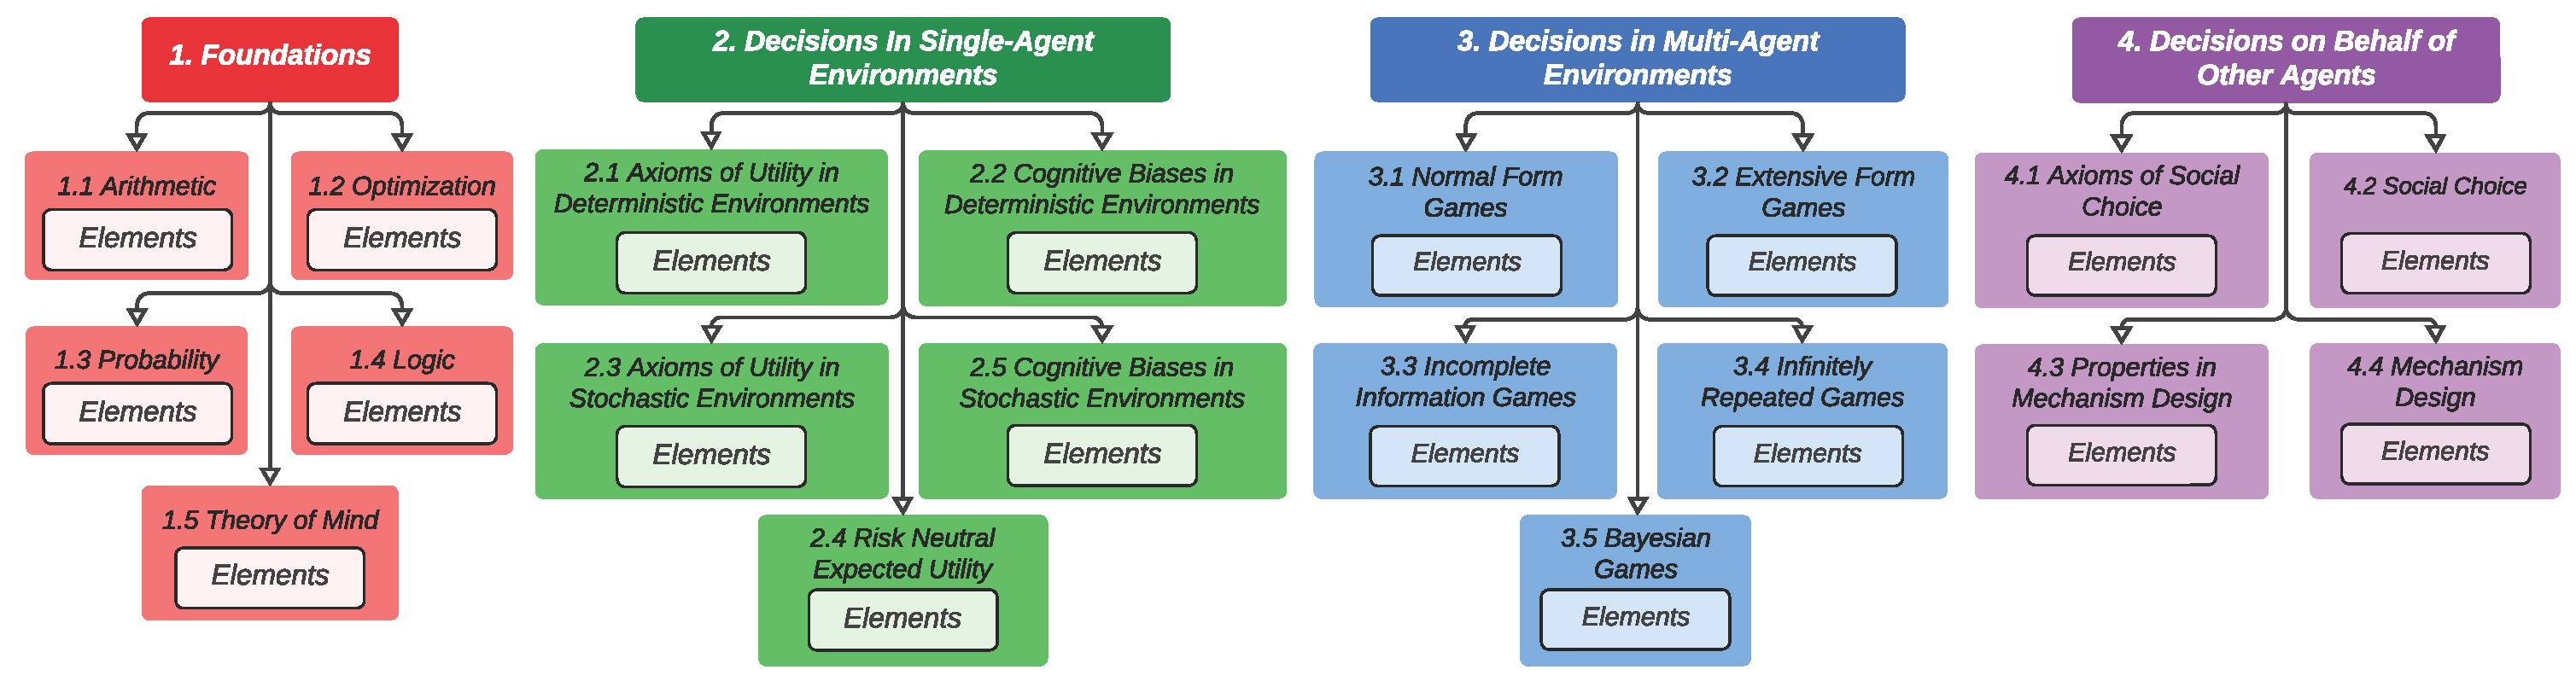 1. Foundations
1.1 Arithmetic
Elements
1.2 Optimization
Elements
1.3 Probability
Elements
1.4 Logic
Elements
1.5 Theory of Mind
Elements
2. Decisions In Single-Agent
Environments
2.1 Axioms of Utility in
Deterministic Environments
Elements
2.2 Cognitive Biases in
Deterministic Environments
Elements
2.3 Axioms of Utility in
Stochastic Environments
Elements
2.5 Cognitive Biases in
Stochastic Environments
Elements
2.4 Risk Neutral
Expected Utility
Elements
3. Decisions in Multi-Agent
Environments
3.1 Normal Form
Games
Elements
3.2 Extensive Form
Games
Elements
3.3 Incomplete
Information Games
Elements
3.4 Infinitely
Repeated Games
Elements
3.5 Bayesian
Games
Elements
4. Decisions on Behalf of
Other Agents
4.1 Axioms of Social
Choice
Elements
4.2 Social Choice
Elements
4.3 Properties in
Mechanism Design
Elements
4.4 Mechanism
Design
Elements